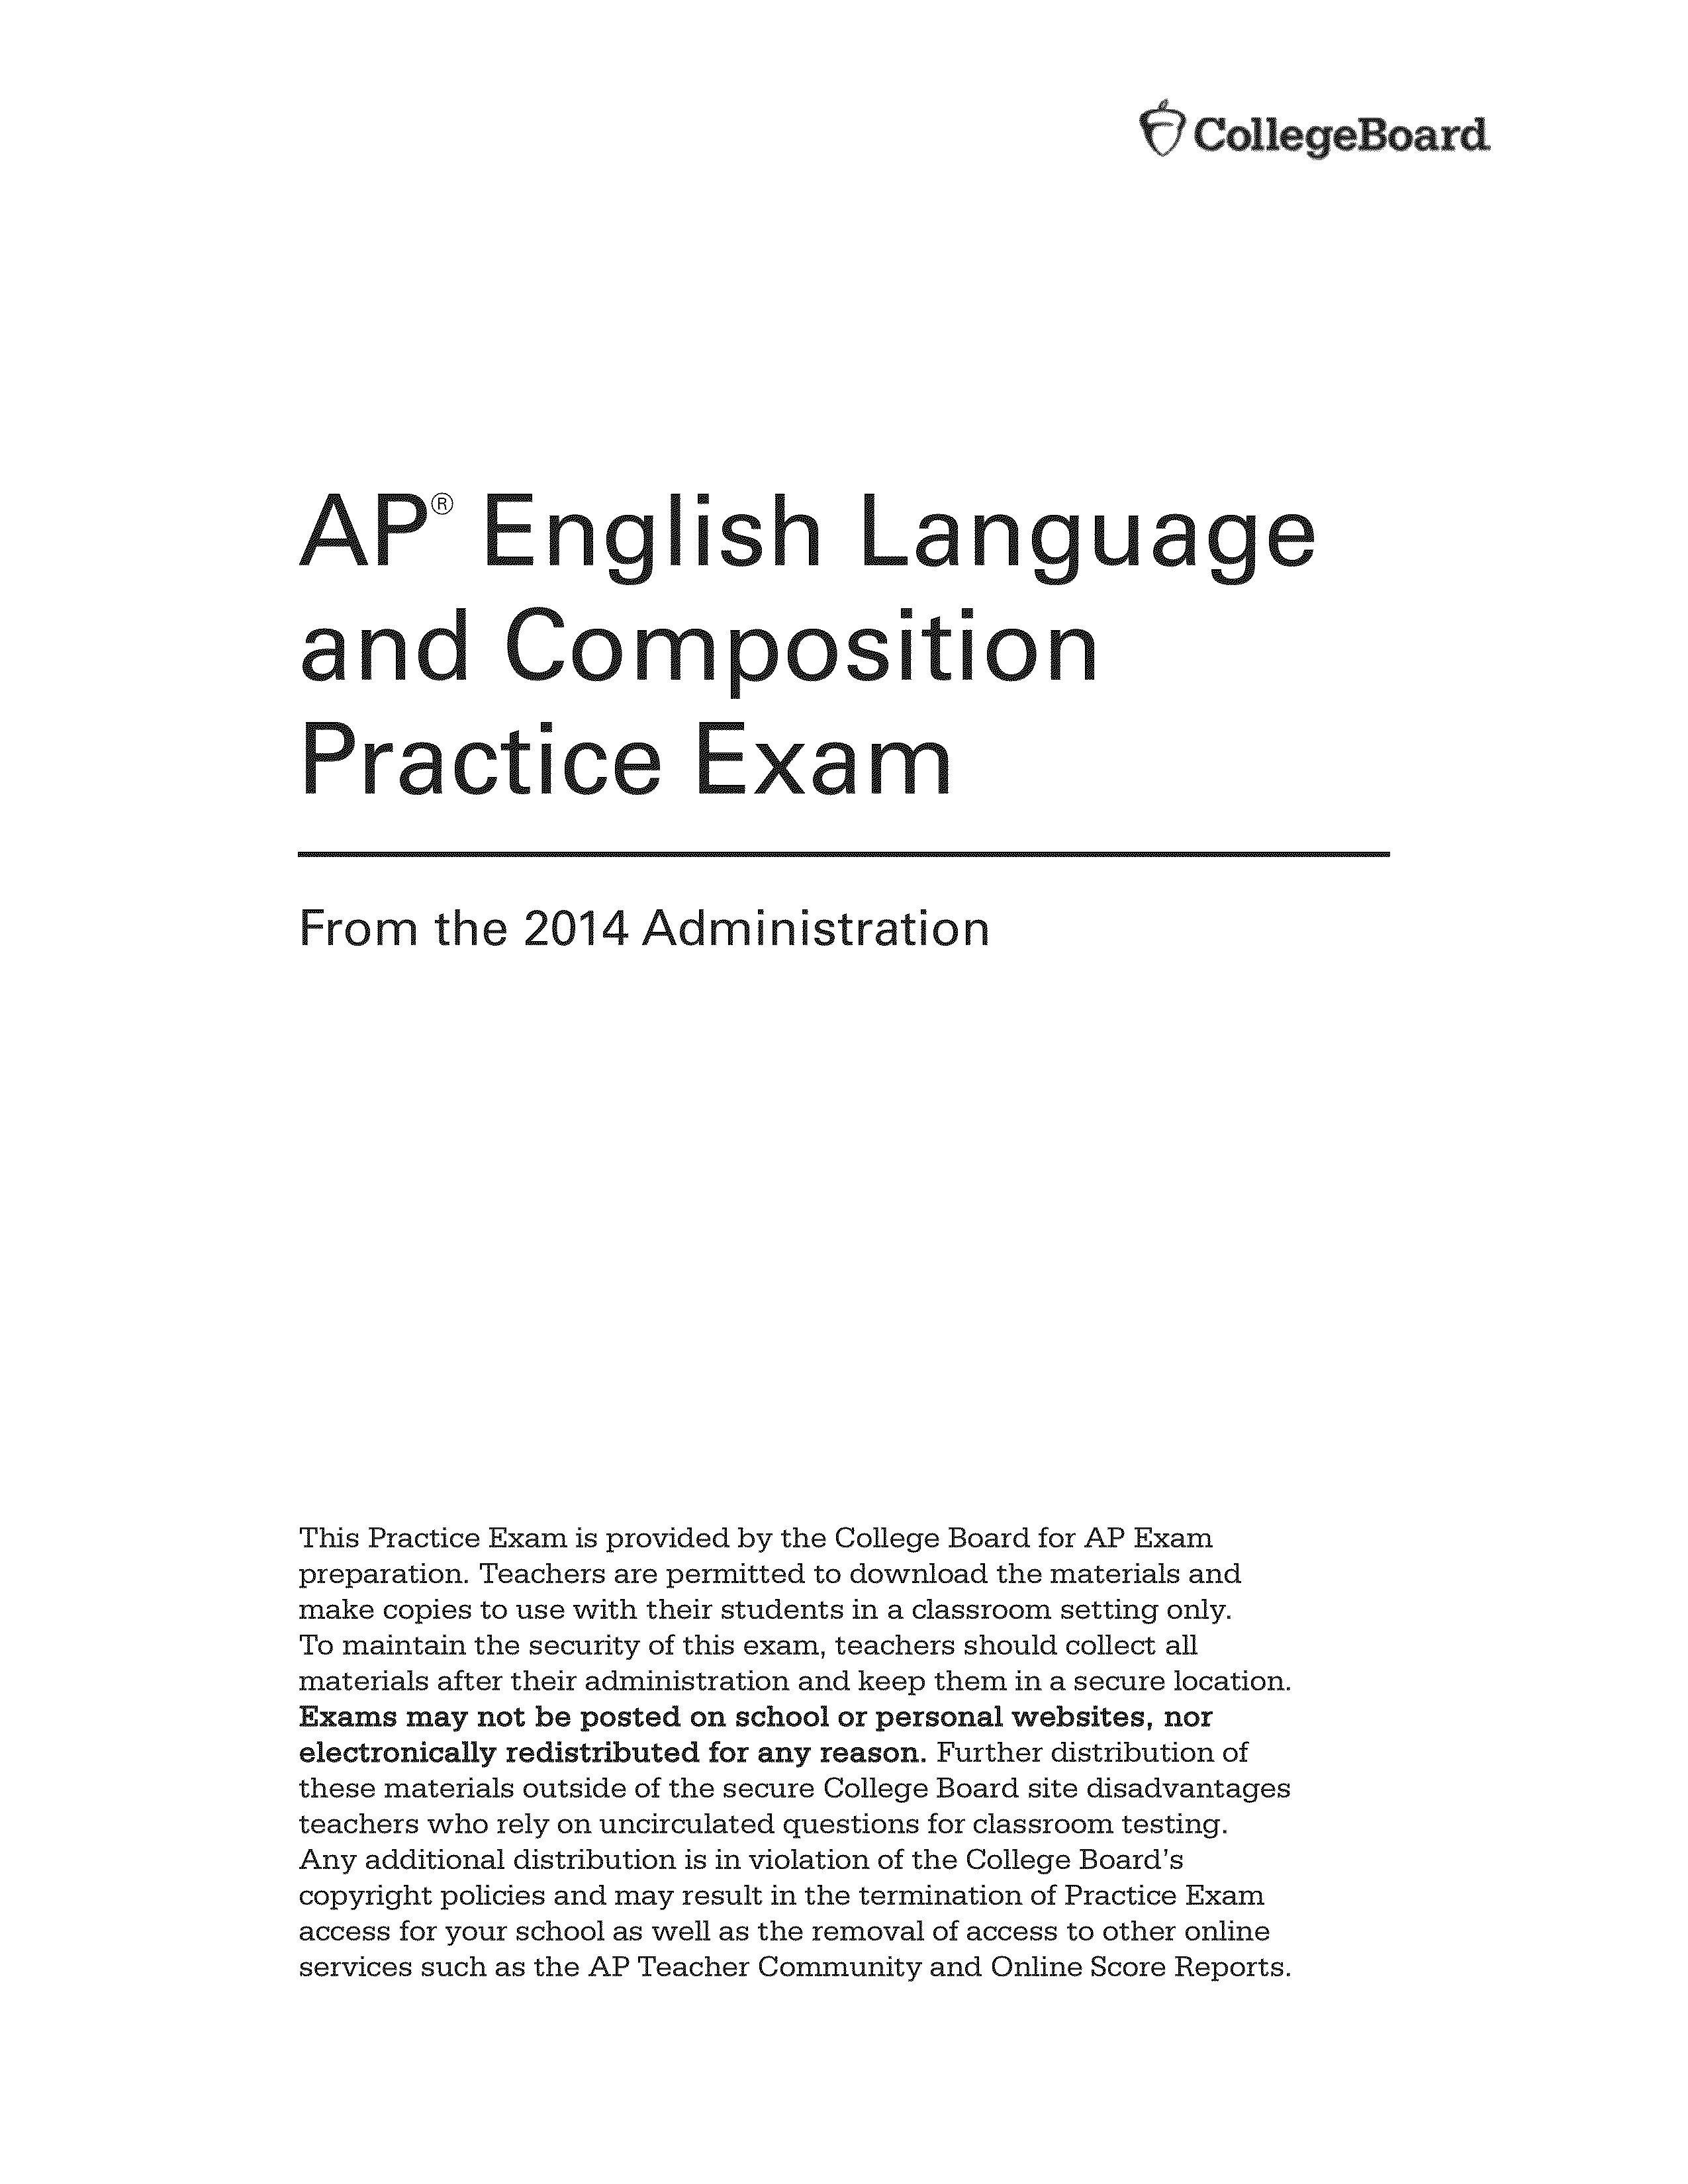 CollegeBoard
AP® English Language
and Composition
Practice Exam
From the 2014 Administration
This Practice Exam is provided by the College Board for AP Exam
preparation. Teachers are permitted to download the materials and
make copies to use with their students in a classroom setting only.
To maintain the security of this exam, teachers should collect all
materials after their administration and keep them in a secure location.
Exams may not be posted on school or personal websites, nor
electronically redistributed for any reason. Further distribution of
these materials outside of the secure College Board site disadvantages
teachers who rely on uncirculated questions for classroom testing.
Any additional distribution is in violation of the College Board's
copyright policies and may result in the termination of Practice Exam
access for your school as well as the removal of access to other online
services such as the AP Teacher Community and Online Score Reports.